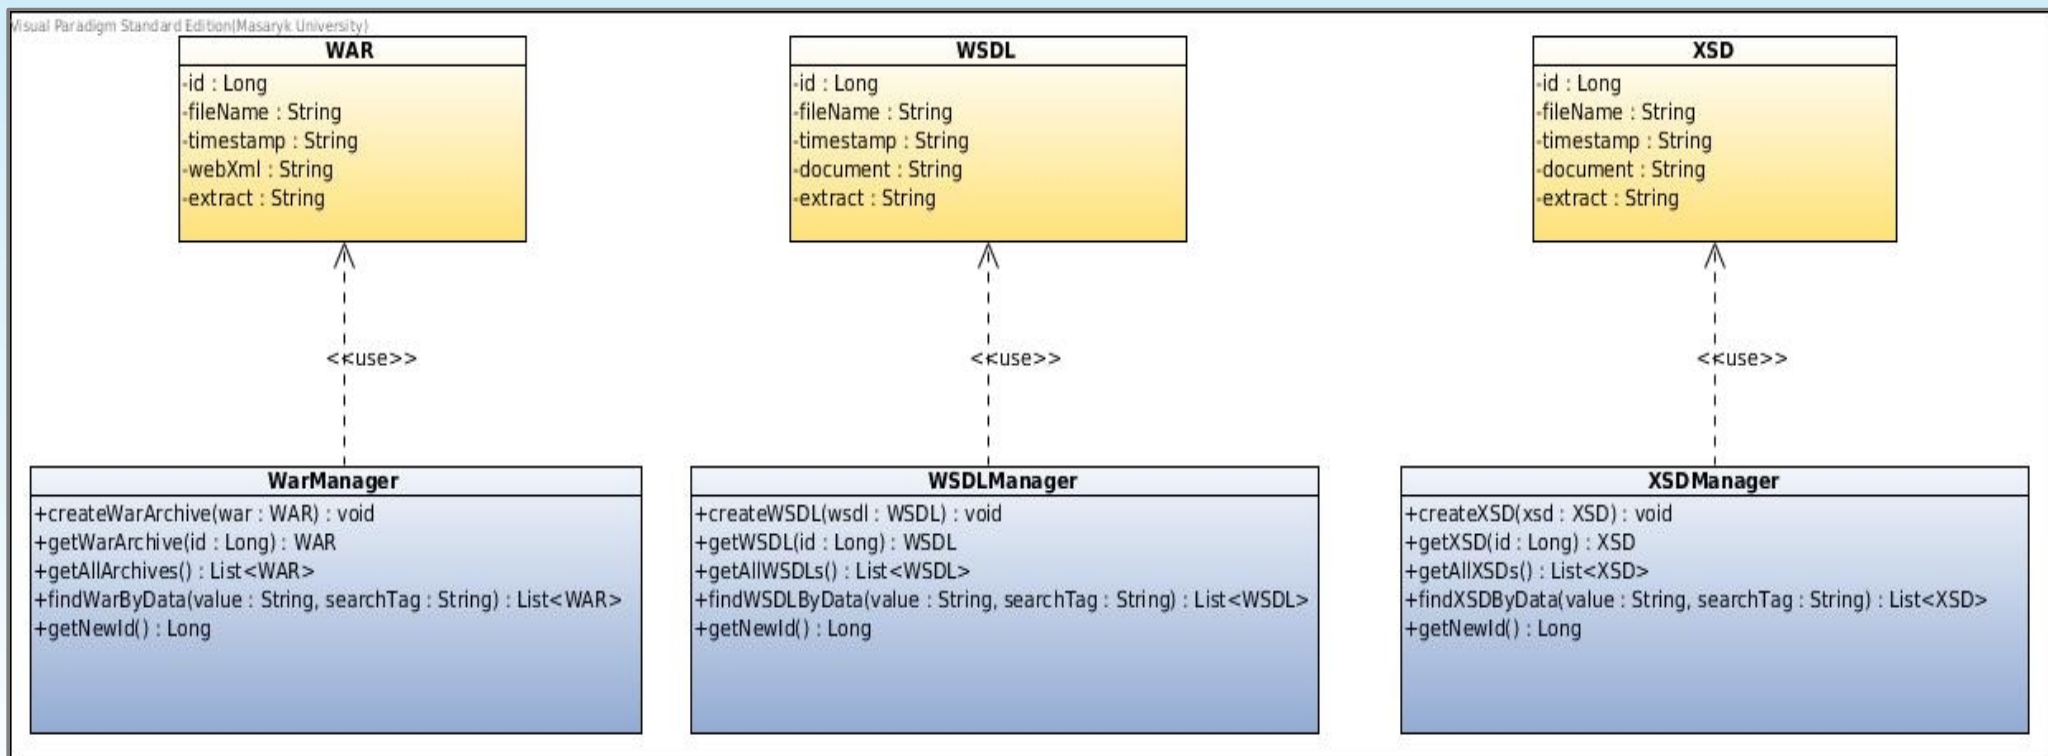 Visual Paradigm Standard Edition(Masaryk University)
WAR
-id : Long
-fileName : String
-timestamp : String
-webXml : String
-extract : String
WSDL
-id : Long
-fileName : String
-timestamp : String
-document : String
-extract : String
XSD
-id : Long
-fileName : String
-timestamp : String
-document : String
-extract : String
<<use>>
<<use>>
<<use>>
WarManager
+createWarArchive(war : WAR) : void
+getWarArchive(id : Long) : WAR
+getAllArchives() : List<WAR>
+findWarByData(value : String, searchTag : String) : List<WAR>
+getNewId() : Long
WSDLManager
+createWSDL(wsdl : WSDL) : void
+getWSDL(id : Long) : WSDL
+getAllWSDLs() : List<WSDL>
+findWSDLByData(value : String, searchTag : String) : List<WSDL>
+getNewId() : Long
XSDManager
+createXSD(xsd : XSD) : void
+getXSD(id : Long) : XSD
+getAllXSDs() : List<XSD>
+findXSDByData(value : String, searchTag : String) : List<XSD>
+getNewId() : Long